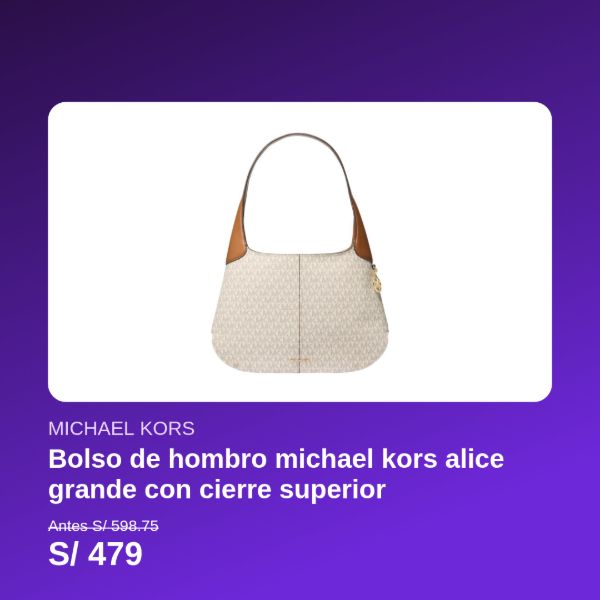 MICHAEL KORS
Bolso de hombro michael kors alice
grande con cierre superior
Antes S/ 598.75
S/ 479